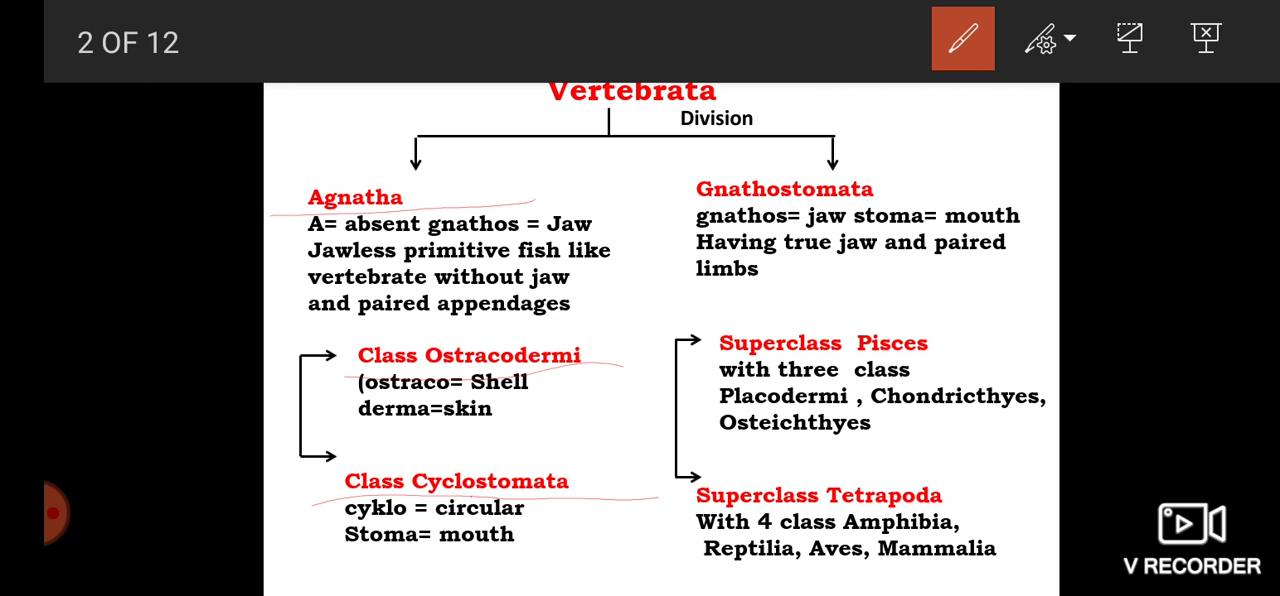 2 OF 12
Vertebrata
Division
Agnatha
A= absent gnathos = Jaw
Jawless primitive fish like
vertebrate without jaw
and paired appendages
Gnathostomata
gnathos= jaw stoma= mouth
Having true jaw and paired
limbs
Class Ostracodermi
(ostraco= Shell
derma=skin
Class Cyclostomata
cyklo = circular
Stoma= mouth
Superclass Pisces
with three class
Placodermi , Chondricthyes,
Osteichthyes
Superclass Tetrapoda
With 4 class Amphibia,
Reptilia, Aves, Mammalia
V RECORDER